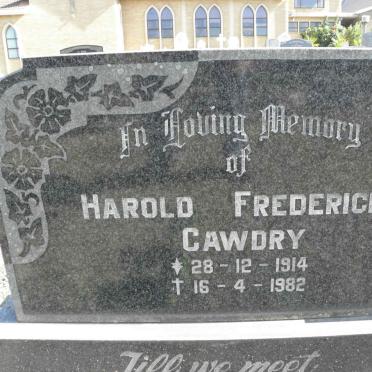 In Loving Memory
of
HAROLD FREDERICK
CAWDRY
* 28 - 12 - 1914
† 16 - 4 - 1982
Till we meet